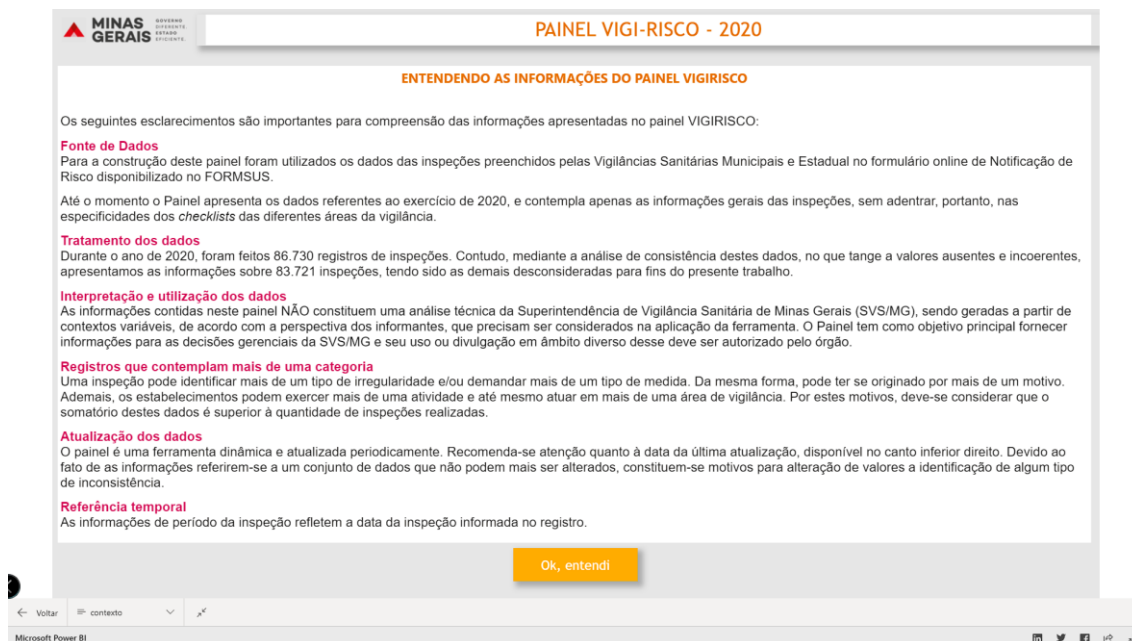 MINAS GERAIS
GOVERNO
DIFERENTE.
ESTADO
EFICIENTE.
PAINEL VIGI-RISCO - 2020
ENTENDENDO AS INFORMAÇÕES DO PAINEL VIGIRISCO
Os seguintes esclarecimentos são importantes para compreensão das informações apresentadas no painel VIGIRISCO:
Fonte de Dados
Para a construção deste painel foram utilizados os dados das inspeções preenchidos pelas Vigilâncias Sanitárias Municipais e Estadual no formulário online de Notificação de
Risco disponibilizado no FORMSUS.
Até o momento o Painel apresenta os dados referentes ao exercício de 2020, e contempla apenas as informações gerais das inspeções, sem adentrar, portanto, nas
especificidades dos checklists das diferentes áreas da vigilância.
Tratamento dos dados
Durante o ano de 2020, foram feitos 86.730 registros de inspeções. Contudo, mediante a análise de consistência destes dados, no que tange a valores ausentes e incoerentes,
apresentamos as informações sobre 83.721 inspeções, tendo sido as demais desconsideradas para fins do presente trabalho.
Interpretação e utilização dos dados
As informações contidas neste painel NÃO constituem uma análise técnica da Superintendência de Vigilância Sanitária de Minas Gerais (SVS/MG), sendo geradas a partir de
contextos variáveis, de acordo com a perspectiva dos informantes, que precisam ser considerados na aplicação da ferramenta. O Painel tem como objetivo principal fornecer
informações para as decisões gerenciais da SVS/MG e seu uso ou divulgação em âmbito diverso desse deve ser autorizado pelo órgão.
Registros que contemplam mais de uma categoria
Uma inspeção pode identificar mais de um tipo de irregularidade e/ou demandar mais de um tipo de medida. Da mesma forma, pode ter se originado por mais de um motivo.
Ademais, os estabelecimentos podem exercer mais de uma atividade e até mesmo atuar em mais de uma área de vigilância. Por estes motivos, deve-se considerar que o
somatório destes dados é superior à quantidade de inspeções realizadas.
Atualização dos dados
O painel é uma ferramenta dinâmica e atualizada periodicamente. Recomenda-se atenção quanto à data da última atualização, disponível no canto inferior direito. Devido ao
fato de as informações referirem-se a um conjunto de dados que não podem mais ser alterados, constituem-se motivos para alteração de valores a identificação de algum tipo
de inconsistência.
Referência temporal
As informações de período da inspeção refletem a data da inspeção informada no registro.
Ok, entendi
Voltar
contexto
Microsoft Power BI